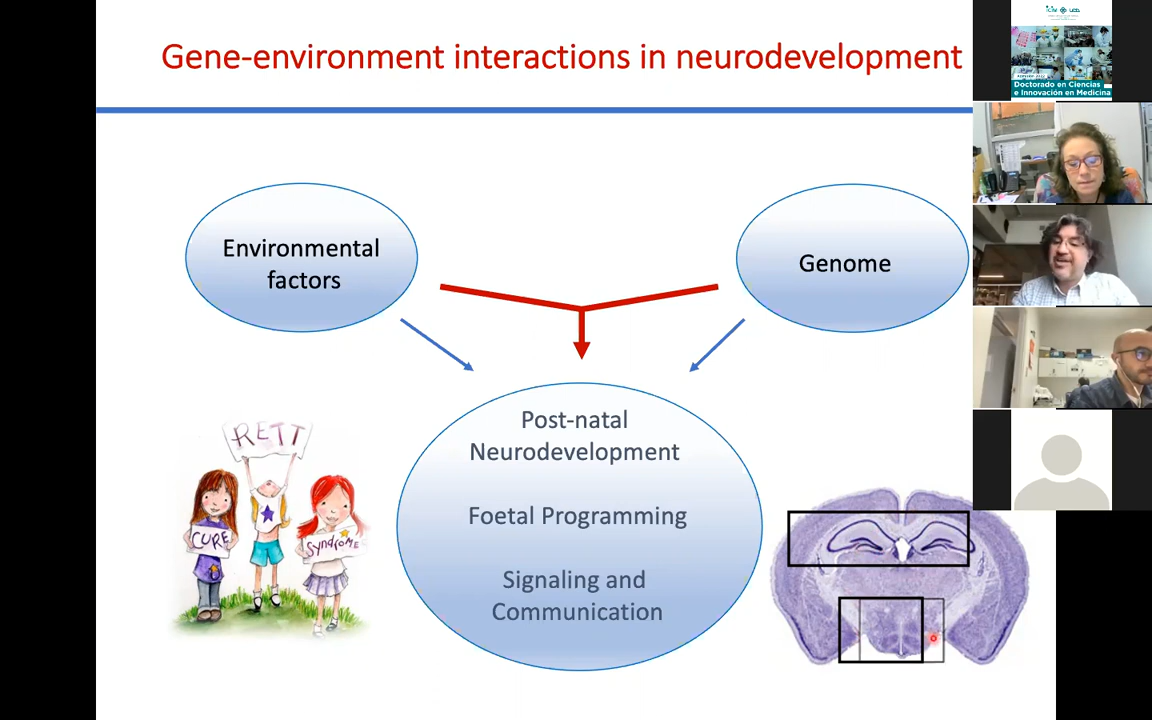 Gene-environment interactions in neurodevelopment
Environmental
factors
Genome
Post-natal
Neurodevelopment
Foetal Programming
Signaling and
Communication
RETT
CURE
Syndrome
Doctorado en Ciencias
e Innovación en Medicina